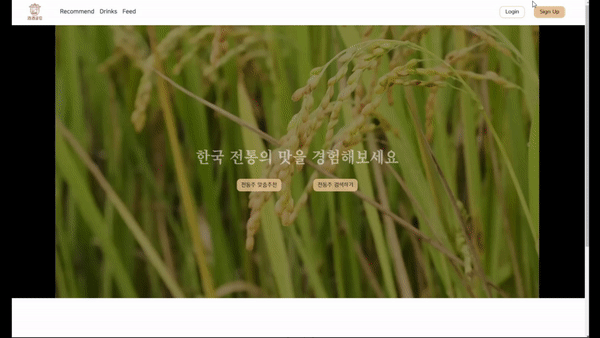 Recommend Drinks Feed
Login
Sign Up
한국 전통의 맛을 경험해보세요
전통주 맞춤추천
전통주 검색하기